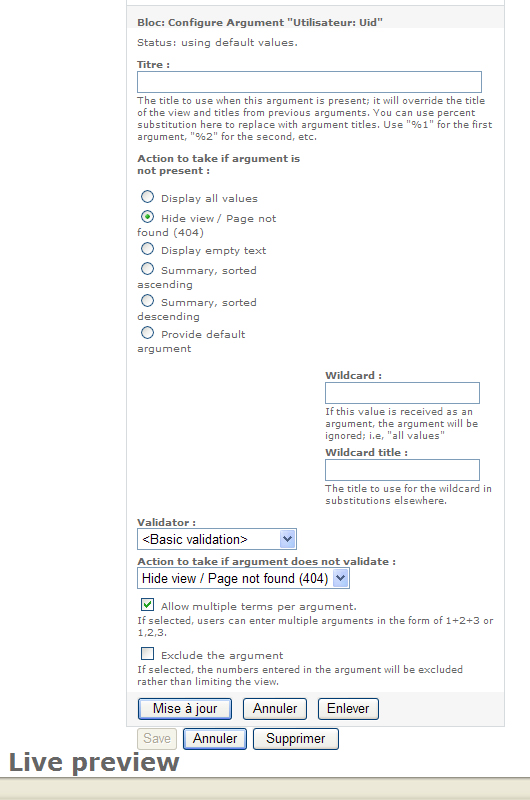 Bloc: Configure Argument "Utilisateur: Uid"
Status: using default values.
Titre :
The title to use when this argument is present; it will override the title
of the view and titles from previous arguments. You can use percent
substitution here to replace with argument titles. Use "%1" for the first
argument, "%2" for the second, etc.
Action to take if argument is
not present :
Display all values
Hide view / Page not
found (404)
Display empty text
Summary, sorted
ascending
Summary, sorted
descending
Provide default
argument
Wildcard :
If this value is received as an
argument, the argument will be
ignored; i.e, "all values"
Wildcard title :
The title to use for the wildcard in
substitutions elsewhere.
Validator :
<Basic validation>
Action to take if argument does not validate :
Hide view / Page not found (404)
Allow multiple terms per argument.
If selected, users can enter multiple arguments in the form of 1+2+3 or
1,2,3.
Exclude the argument
If selected, the numbers entered in the argument will be excluded
rather than limiting the view.
Mise à jour Annuler Enlever
Save Annuler Supprimer
Live preview